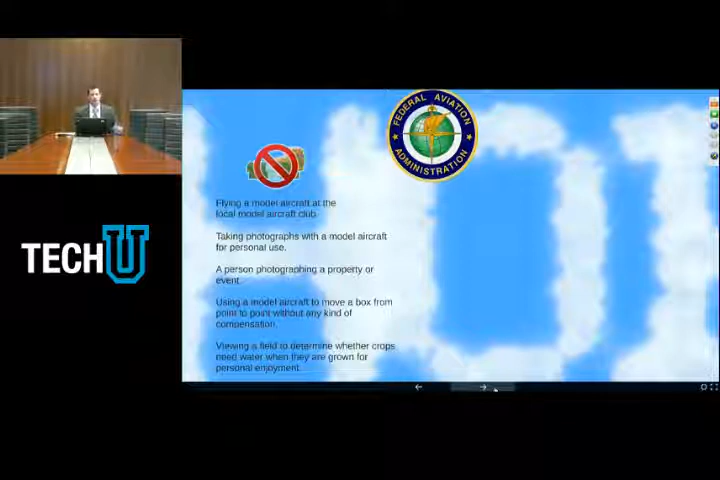 FEDERAL AVIATION
ADMINISTRATION
Flying a model aircraft at the
local model aircraft club.
Taking photographs with a model aircraft
for personal use.
A person photographing a property or
event.
Using a model aircraft to move a box from
point to point without any kind of
compensation.
Viewing a field to determine whether crops
need water when they are grown for
personal enjoyment.
TECHU